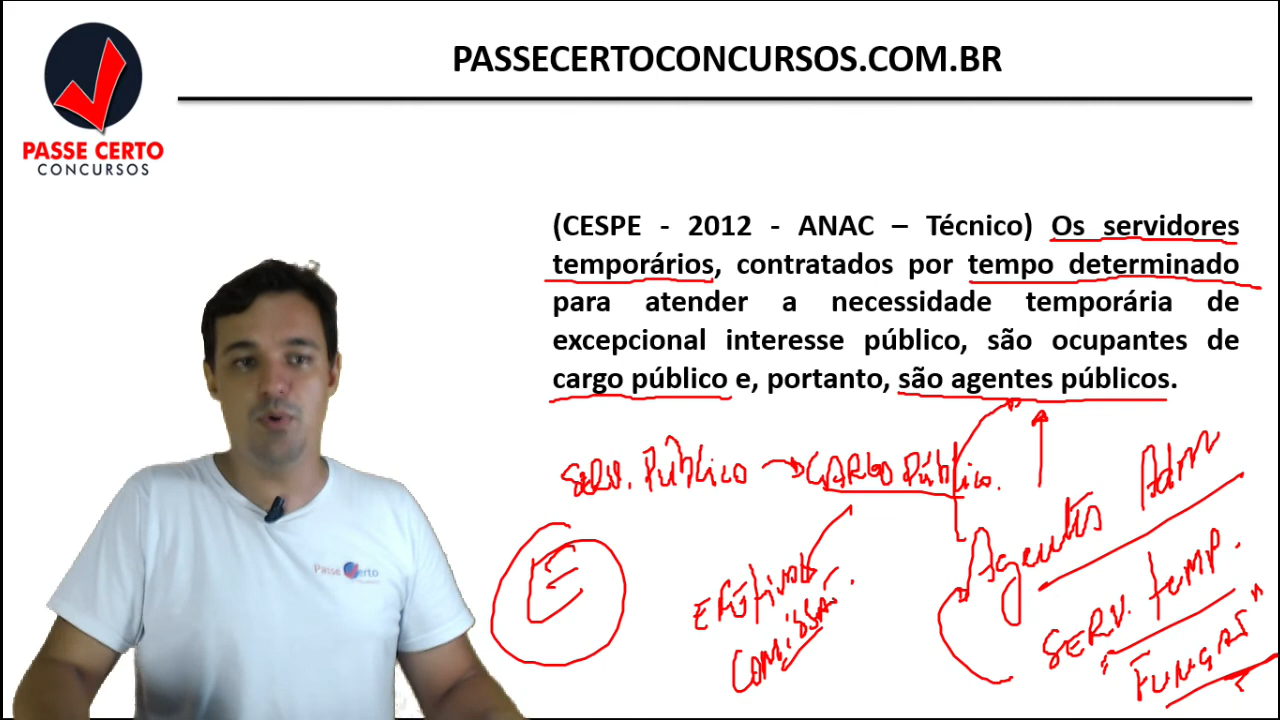 PASSECERTOCONCURSOS.COM.BR
PASSE CERTO
CONCURSOS
(CESPE - 2012 - ANAC – Técnico) Os servidores
temporários, contratados por tempo determinado
para atender a necessidade temporária de
excepcional interesse público, são ocupantes de
cargo público e, portanto, são agentes públicos.
SERV. Público → CARGO Público.
Agentes Adm
E
SERV. TEMP.
COMISSÃO
Passe Certo